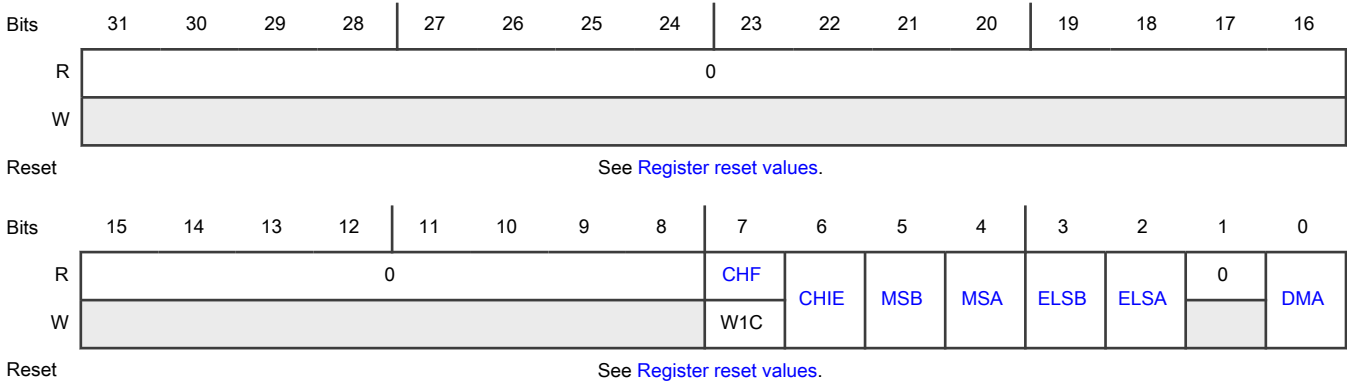 Bits 31 30 29 28 27 26 25 24 23 22 21 20 19 18 17 16
R 0
W
Reset See Register reset values.
Bits 15 14 13 12 11 10 9 8 7 6 5 4 3 2 1 0
R 0 CHF CHIE MSB MSA ELSB ELSA 0 DMA
W W1C
Reset See Register reset values.